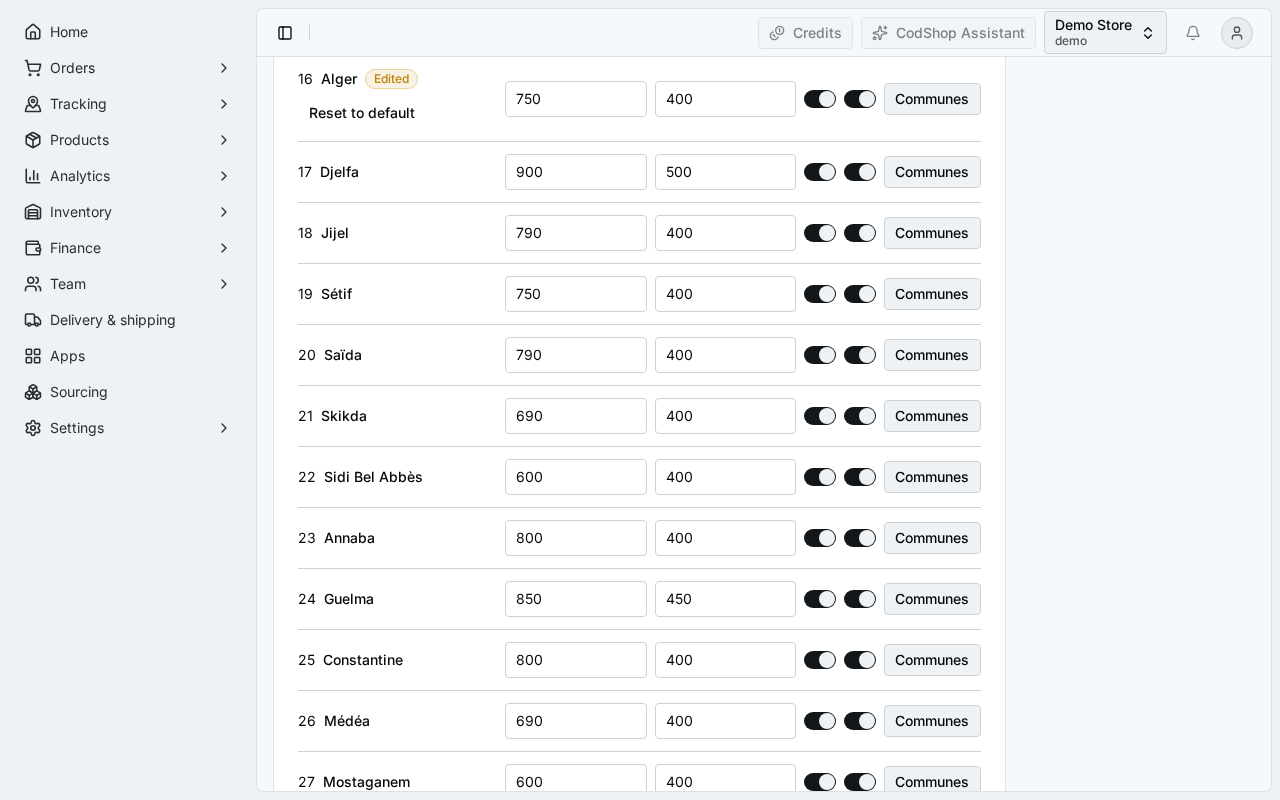 Home
Orders
Tracking
Products
Analytics
Inventory
Finance
Team
Delivery & shipping
Apps
Sourcing
Settings
Credits
CodShop Assistant
Demo Store
demo
16 Alger Edited
Reset to default
750 400 Communes
17 Djelfa 900 500 Communes
18 Jijel 790 400 Communes
19 Sétif 750 400 Communes
20 Saïda 790 400 Communes
21 Skikda 690 400 Communes
22 Sidi Bel Abbès 600 400 Communes
23 Annaba 800 400 Communes
24 Guelma 850 450 Communes
25 Constantine 800 400 Communes
26 Médéa 690 400 Communes
27 Mostaganem 600 400 Communes